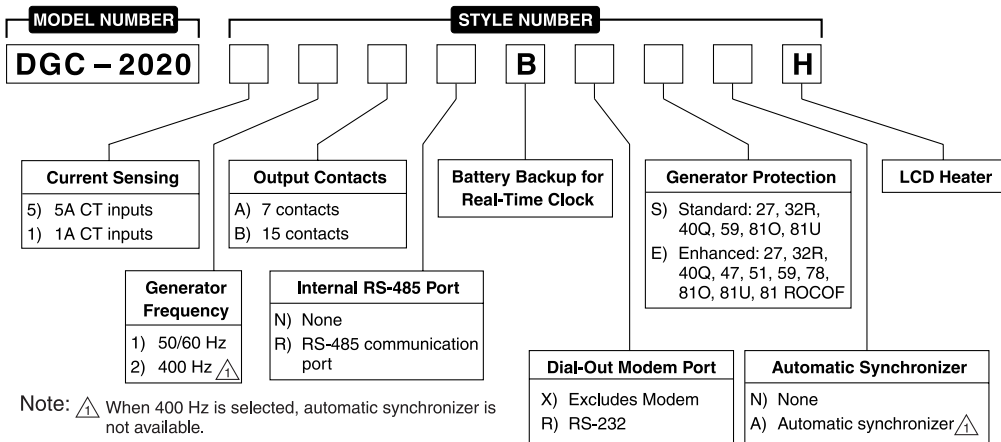 MODEL NUMBER
STYLE NUMBER
DGC – 2020
B
H
Current Sensing
5) 5A CT inputs
1) 1A CT inputs
Output Contacts
A) 7 contacts
B) 15 contacts
Battery Backup for
Real-Time Clock
Generator Protection
S) Standard: 27, 32R,
40Q, 59, 81O, 81U
E) Enhanced: 27, 32R,
40Q, 47, 51, 59, 78,
81O, 81U, 81 ROCOF
LCD Heater
Generator
Frequency
1) 50/60 Hz
2) 400 Hz 1
Internal RS-485 Port
N) None
R) RS-485 communication
port
Dial-Out Modem Port
X) Excludes Modem
R) RS-232
Automatic Synchronizer
N) None
A) Automatic synchronizer 1
Note: 1 When 400 Hz is selected, automatic synchronizer is
not available.